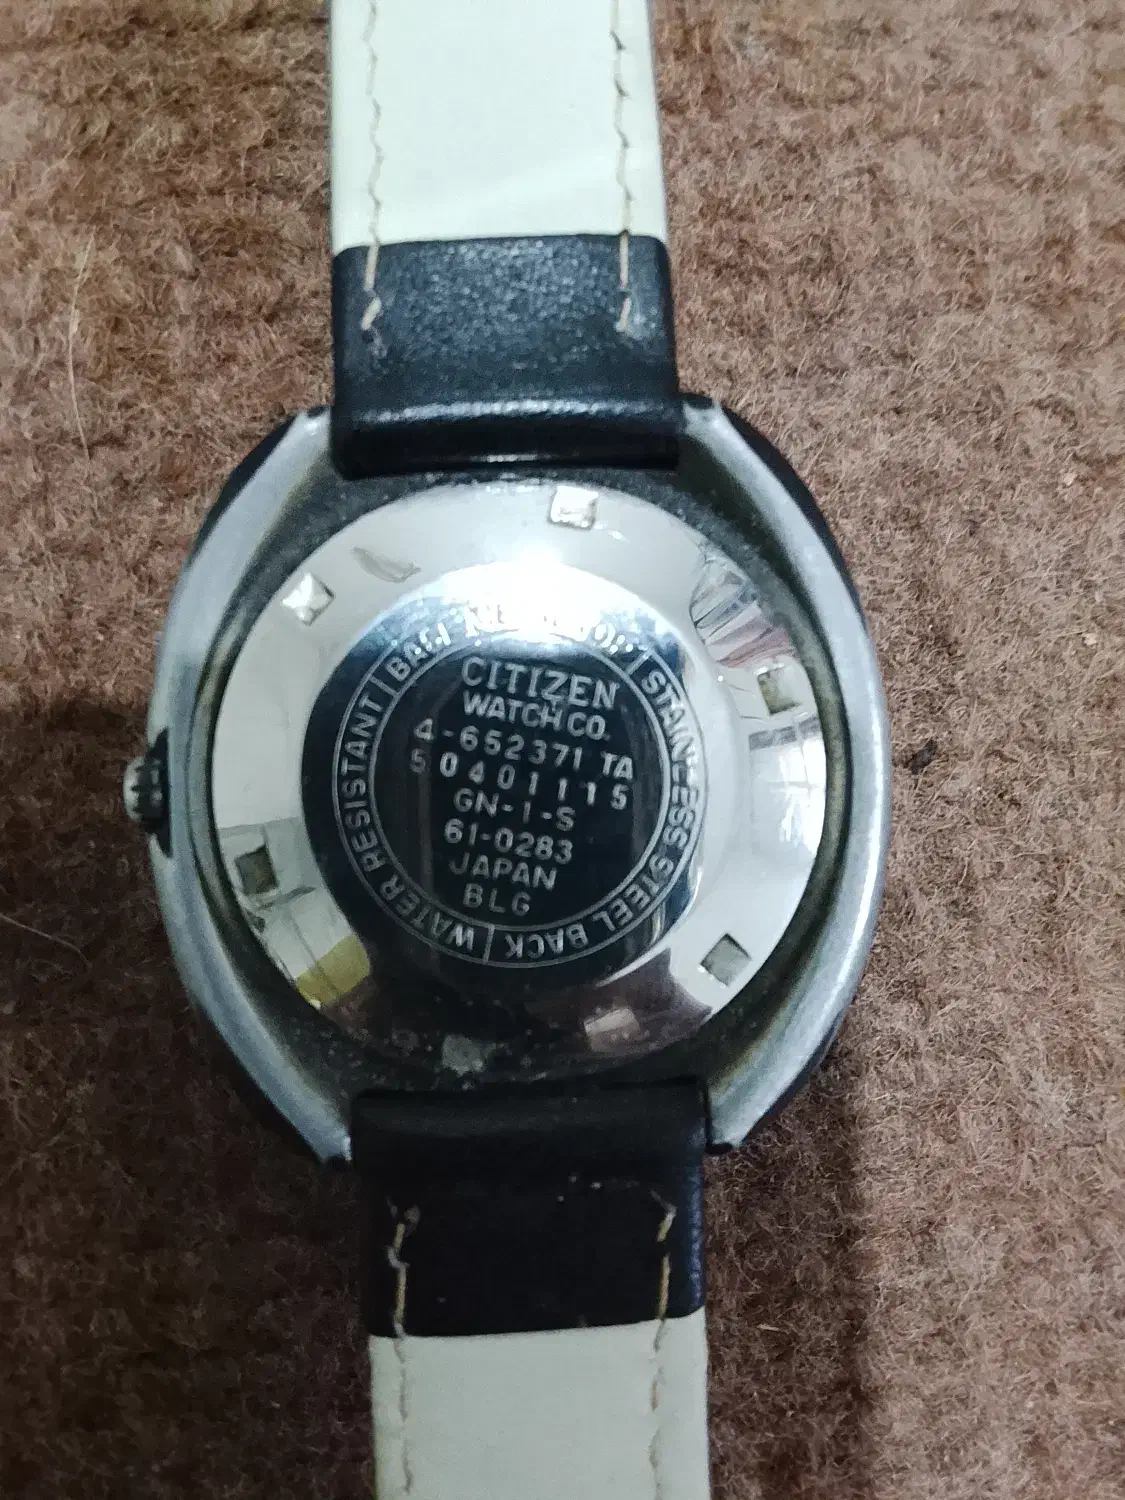 CITIZEN
WATCH CO.
4-652371 TA
50401115
GN-1-S
61-0283
JAPAN
BLG
STAINLESS STEEL BACK | WATER RESISTANT |